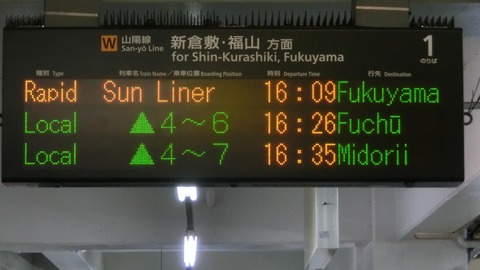 W 山陽線 San-yō Line
新倉敷・福山 方面
for Shin-Kurashiki, Fukuyama
1 のりば
種別 Type 列車名 Train Name／乗車位置 Boarding Position 時刻 Departure Time 行先 Destination
Rapid Sun Liner 16:09 Fukuyama
Local ▲4〜6 16:26 Fuchū
Local ▲4〜7 16:35 Midorii